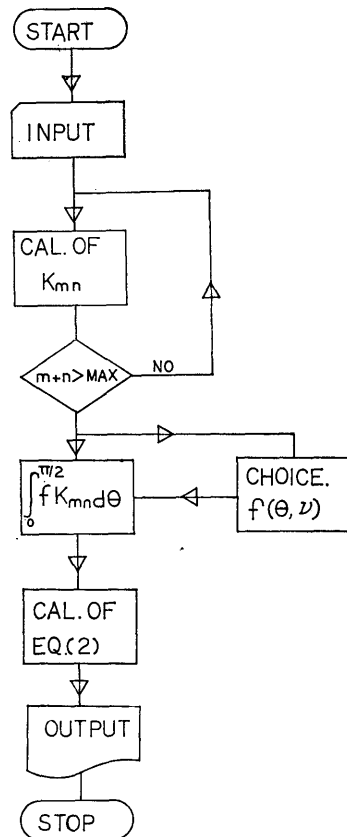 START
INPUT
CAL. OF
Kmn
m+n>MAX
NO
∫₀^π/2 f Kmn dθ
CHOICE.
f(θ, ν)
CAL. OF
EQ.(2)
OUTPUT
STOP